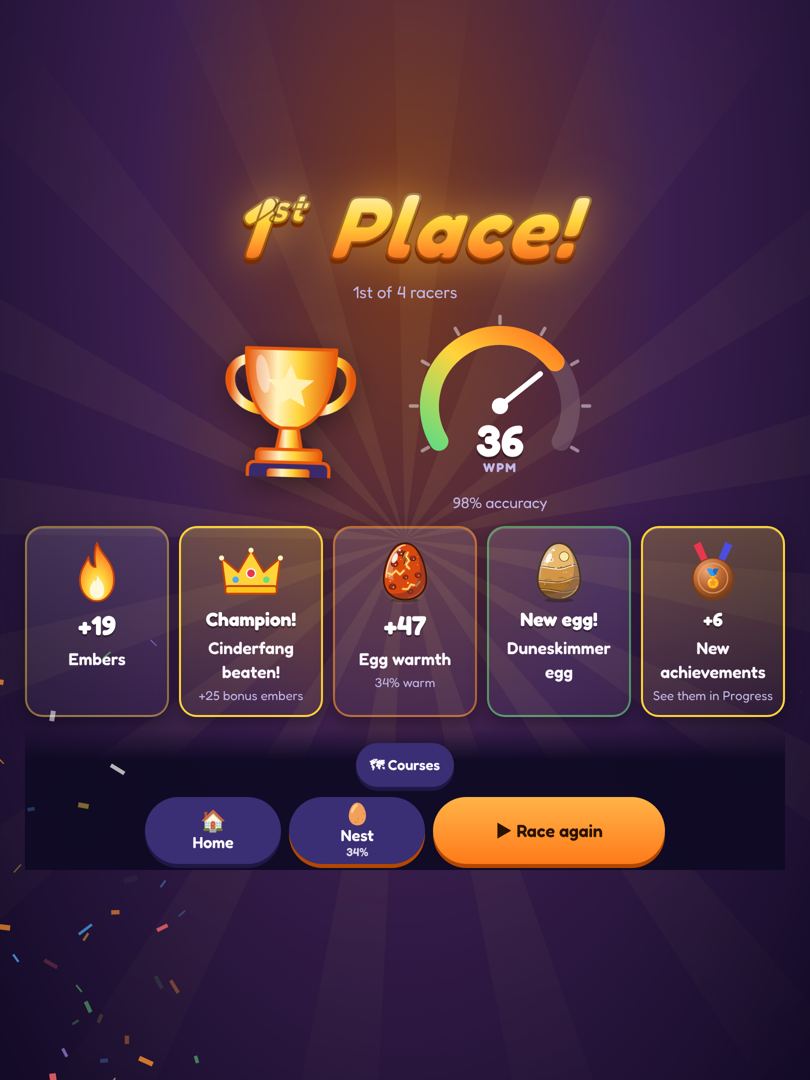 1st Place!
1st of 4 racers
36
WPM
98% accuracy
+19
Embers
Champion!
Cinderfang
beaten!
+25 bonus embers
+47
Egg warmth
34% warm
New egg!
Duneskimmer
egg
+6
New
achievements
See them in Progress
Courses
Home
Nest
34%
Race again